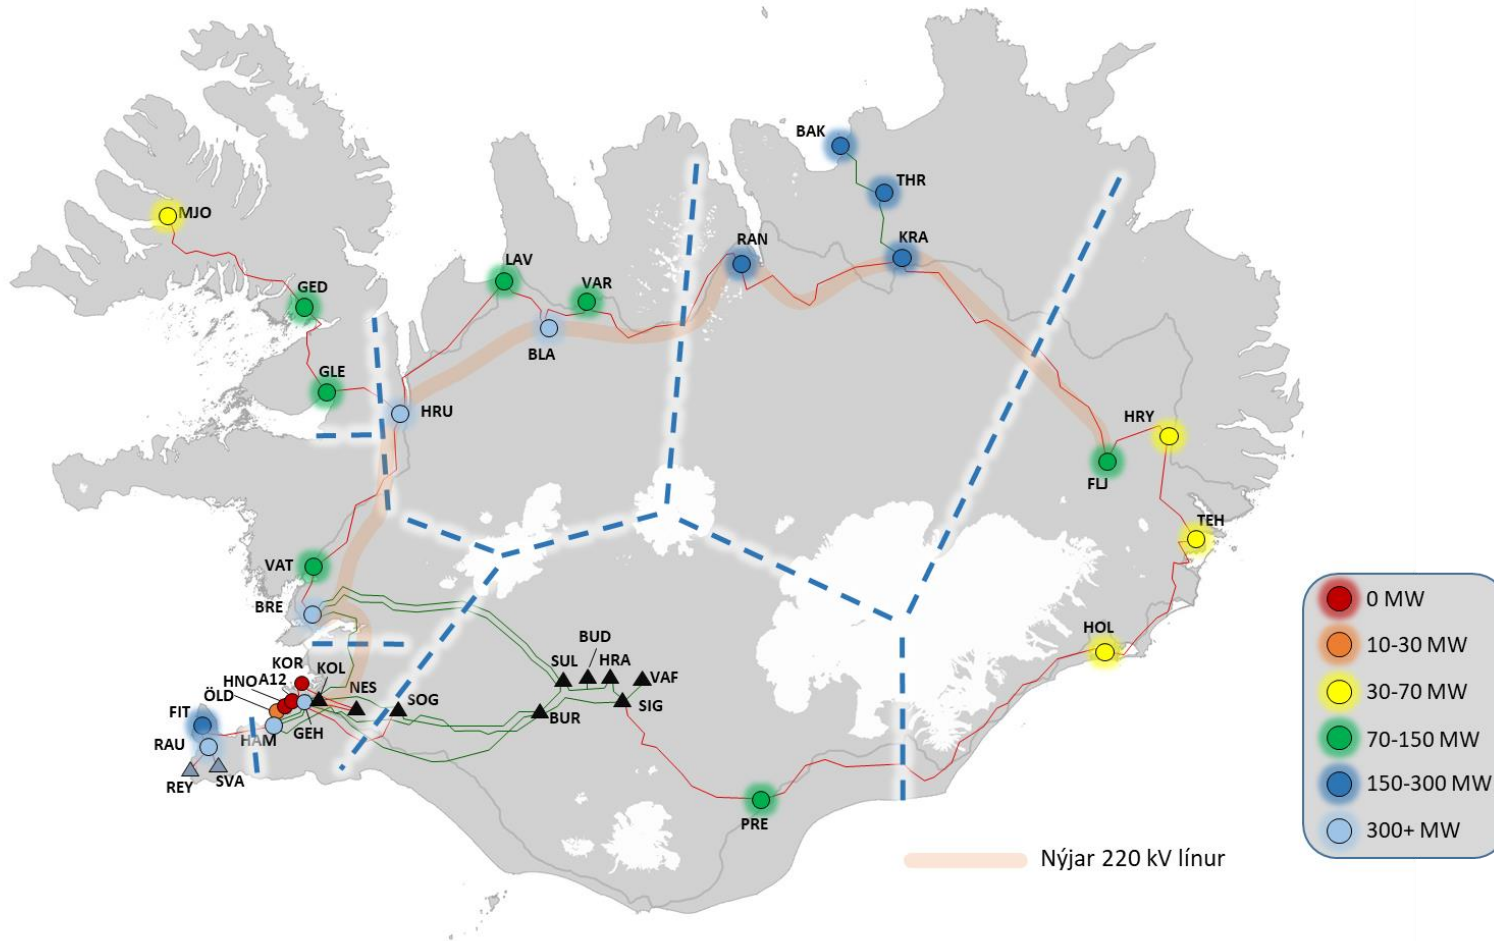 BAK
THR
MJO
RAN
KRA
LAV
GED
VAR
BLA
GLE
HRU
HRY
FLJ
TEH
VAT
BRE
HOL
BUD
SUL
HRA
VAF
KOR
KOL
HNO
A12
NES
ÖLD
SOG
SIG
FIT
BUR
GEH
HAM
RAU
REY
SVA
PRE
0 MW
10-30 MW
30-70 MW
70-150 MW
150-300 MW
300+ MW
Nýjar 220 kV línur